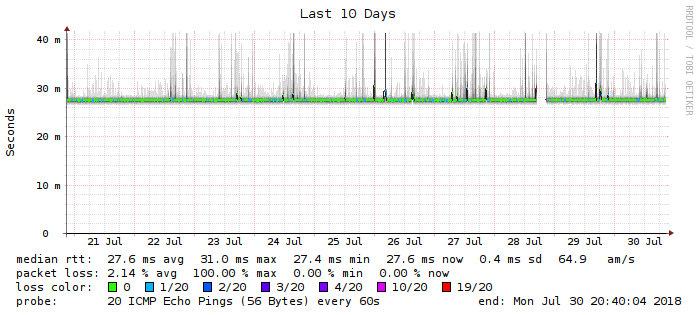 Last 10 Days
RRDTOOL / TOBI OETIKER
Seconds
40 m
30 m
20 m
10 m
0
21 Jul 22 Jul 23 Jul 24 Jul 25 Jul 26 Jul 27 Jul 28 Jul 29 Jul 30 Jul
median rtt: 27.6 ms avg 31.0 ms max 27.4 ms min 27.6 ms now 0.4 ms sd 64.9 am/s
packet loss: 2.14 % avg 100.00 % max 0.00 % min 0.00 % now
loss color: 0 1/20 2/20 3/20 4/20 10/20 19/20
probe: 20 ICMP Echo Pings (56 Bytes) every 60s end: Mon Jul 30 20:40:04 2018